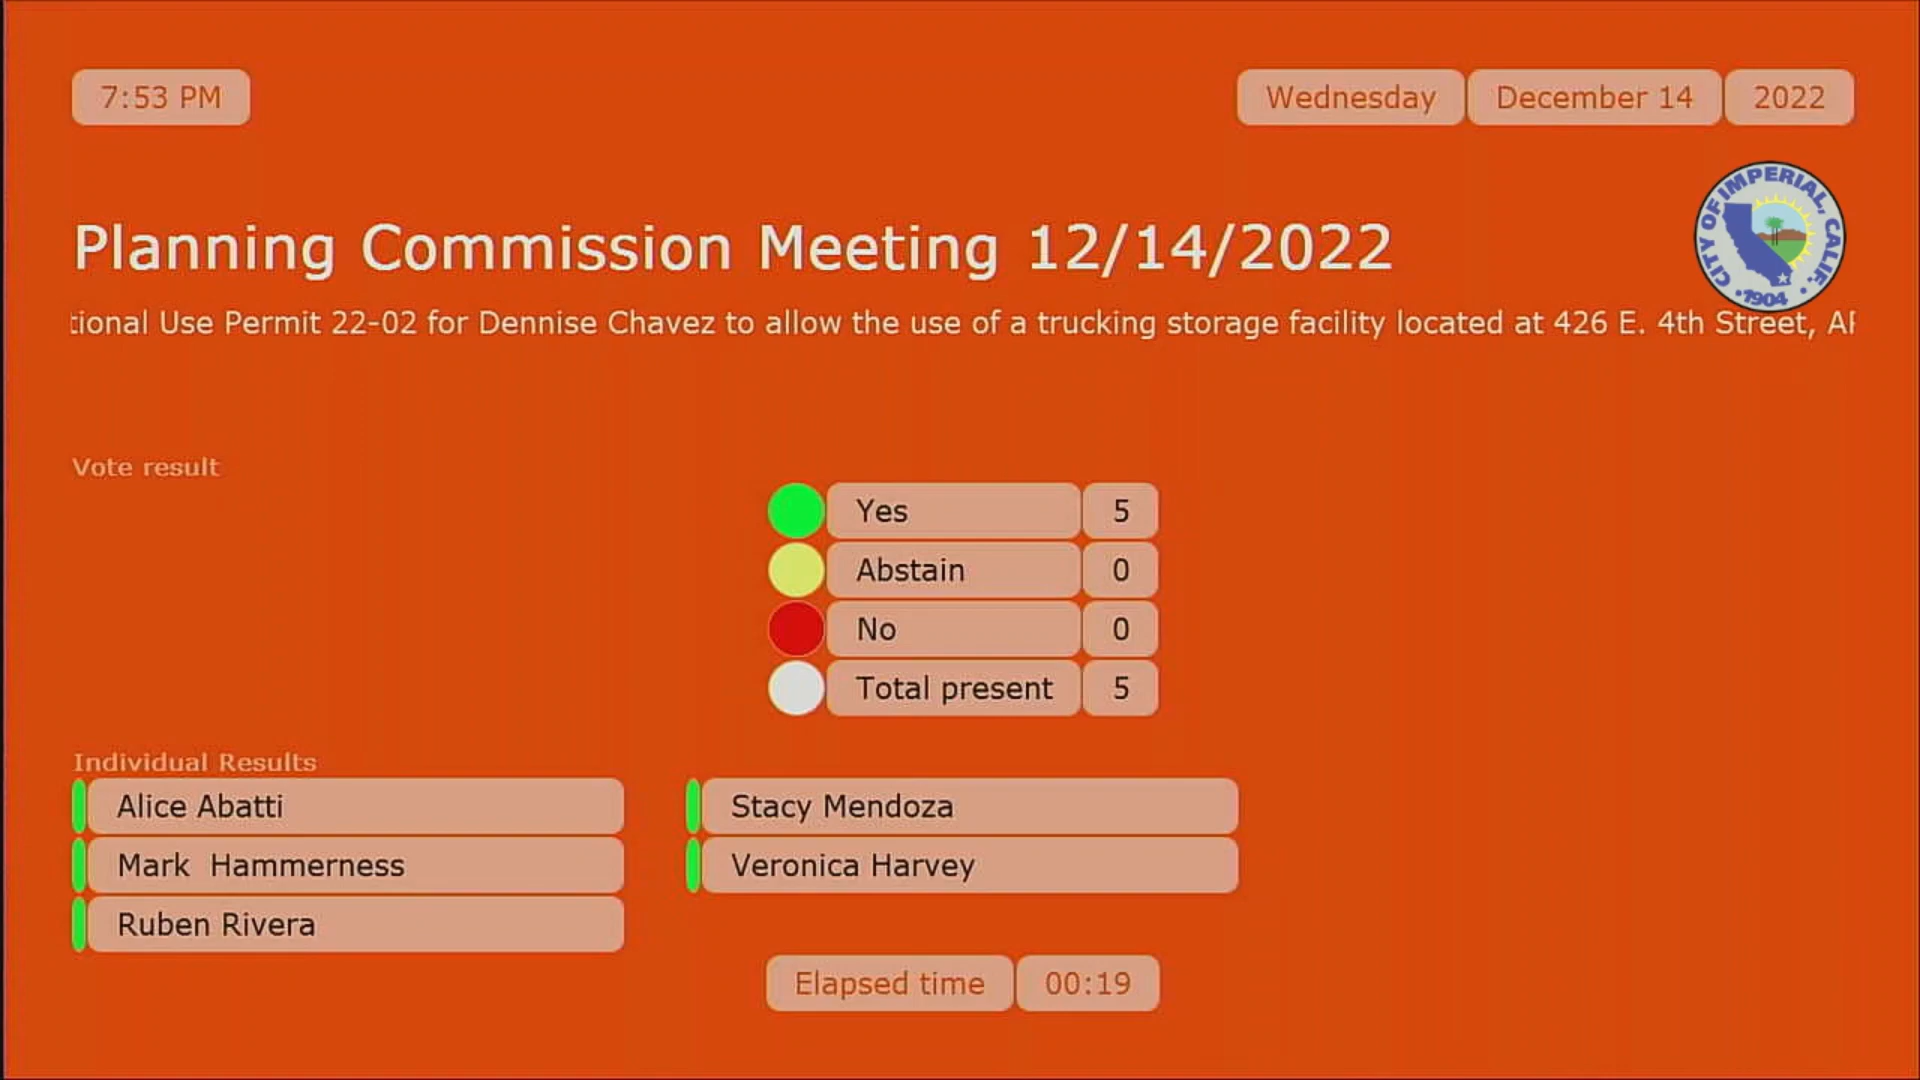 7:53 PM
Wednesday December 14 2022
CITY OF IMPERIAL, CALIF.
1904
Planning Commission Meeting 12/14/2022
tional Use Permit 22-02 for Dennise Chavez to allow the use of a trucking storage facility located at 426 E. 4th Street,
Vote result
Yes 5
Abstain 0
No 0
Total present 5
Individual Results
Alice Abatti
Stacy Mendoza
Mark Hammerness
Veronica Harvey
Ruben Rivera
Elapsed time 00:19